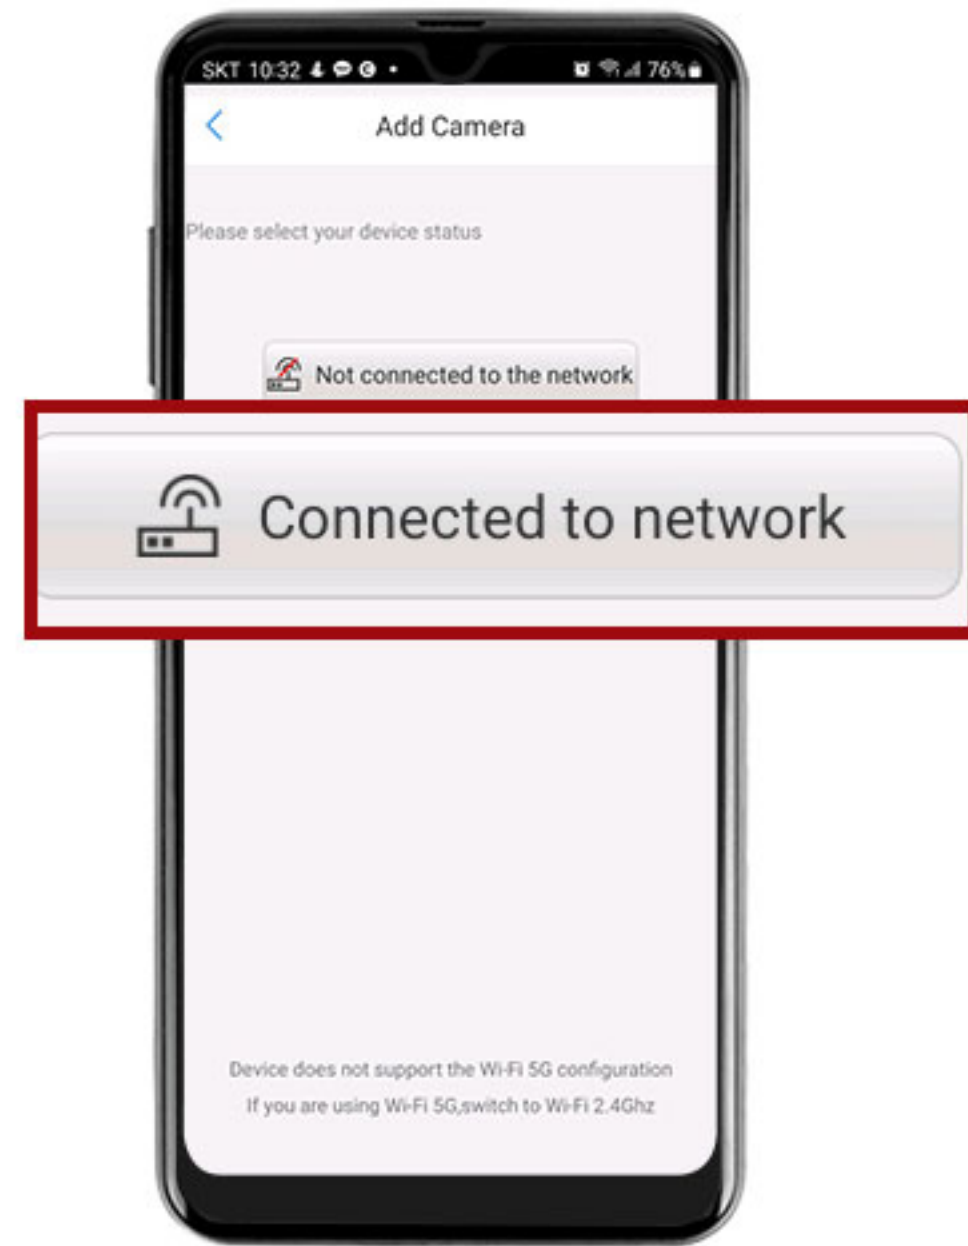 SKT 10:32
76%
Add Camera
Please select your device status
Not connected to the network
Connected to network
Device does not support the Wi-Fi 5G configuration
If you are using Wi-Fi 5G,switch to Wi-Fi 2.4Ghz